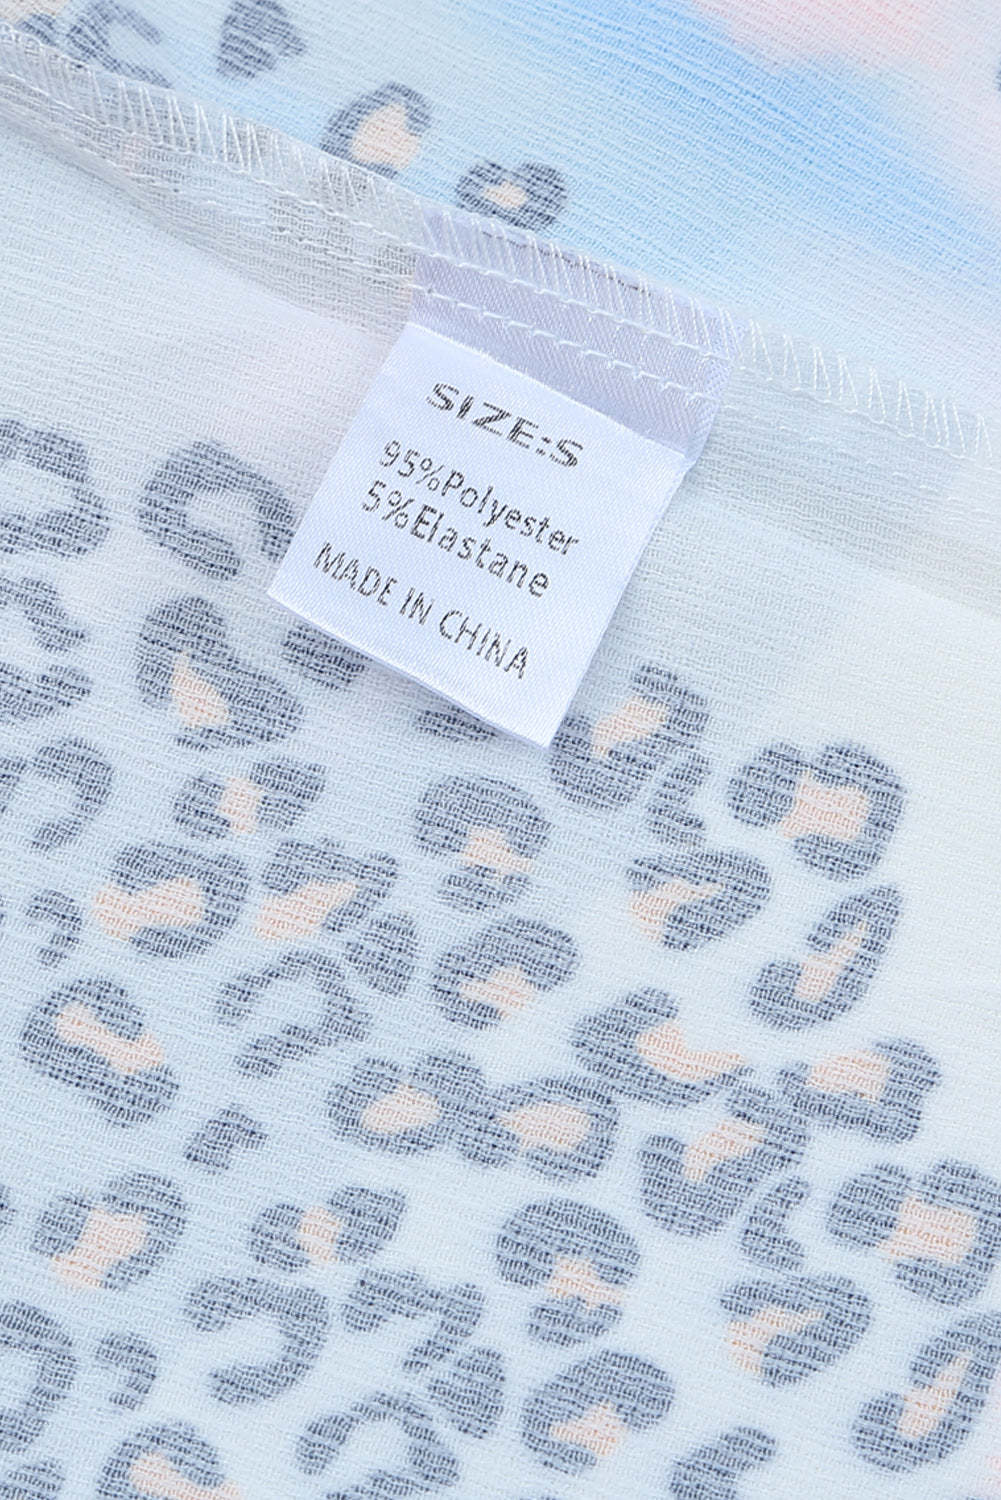 SIZE:S
95%Polyester
5%Elastane
MADE IN CHINA